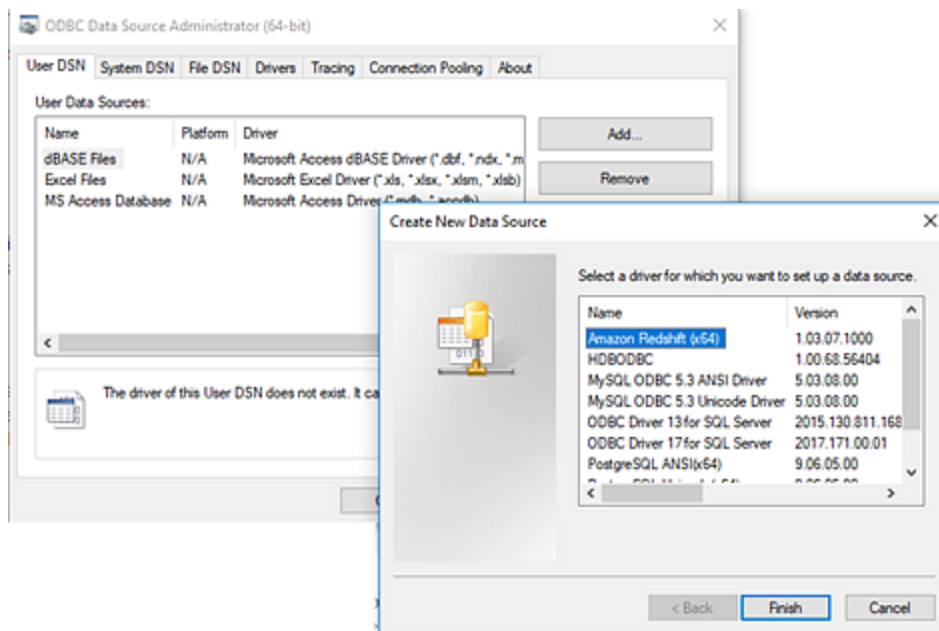 ODBC Data Source Administrator (64-bit)
User DSN System DSN File DSN Drivers Tracing Connection Pooling About
User Data Sources:
Name Platform Driver
dBASE Files N/A Microsoft Access dBASE Driver (*.dbf, *.ndx, *.m
Excel Files N/A Microsoft Excel Driver (*.xls, *.xlsx, *.xlsm, *.xlsb)
MS Access Database N/A Microsoft Access Driver (*.mdb, *.accdb)
Add...
Remove
The driver of this User DSN does not exist. It ca
Create New Data Source
Select a driver for which you want to set up a data source.
Name Version
Amazon Redshift (x64) 1.03.07.1000
HDBODBC 1.00.68.56404
MySQL ODBC 5.3 ANSI Driver 5.03.08.00
MySQL ODBC 5.3 Unicode Driver 5.03.08.00
ODBC Driver 13 for SQL Server 2015.130.811.168
ODBC Driver 17 for SQL Server 2017.171.00.01
PostgreSQL ANSI(x64) 9.06.05.00
< Back Finish Cancel